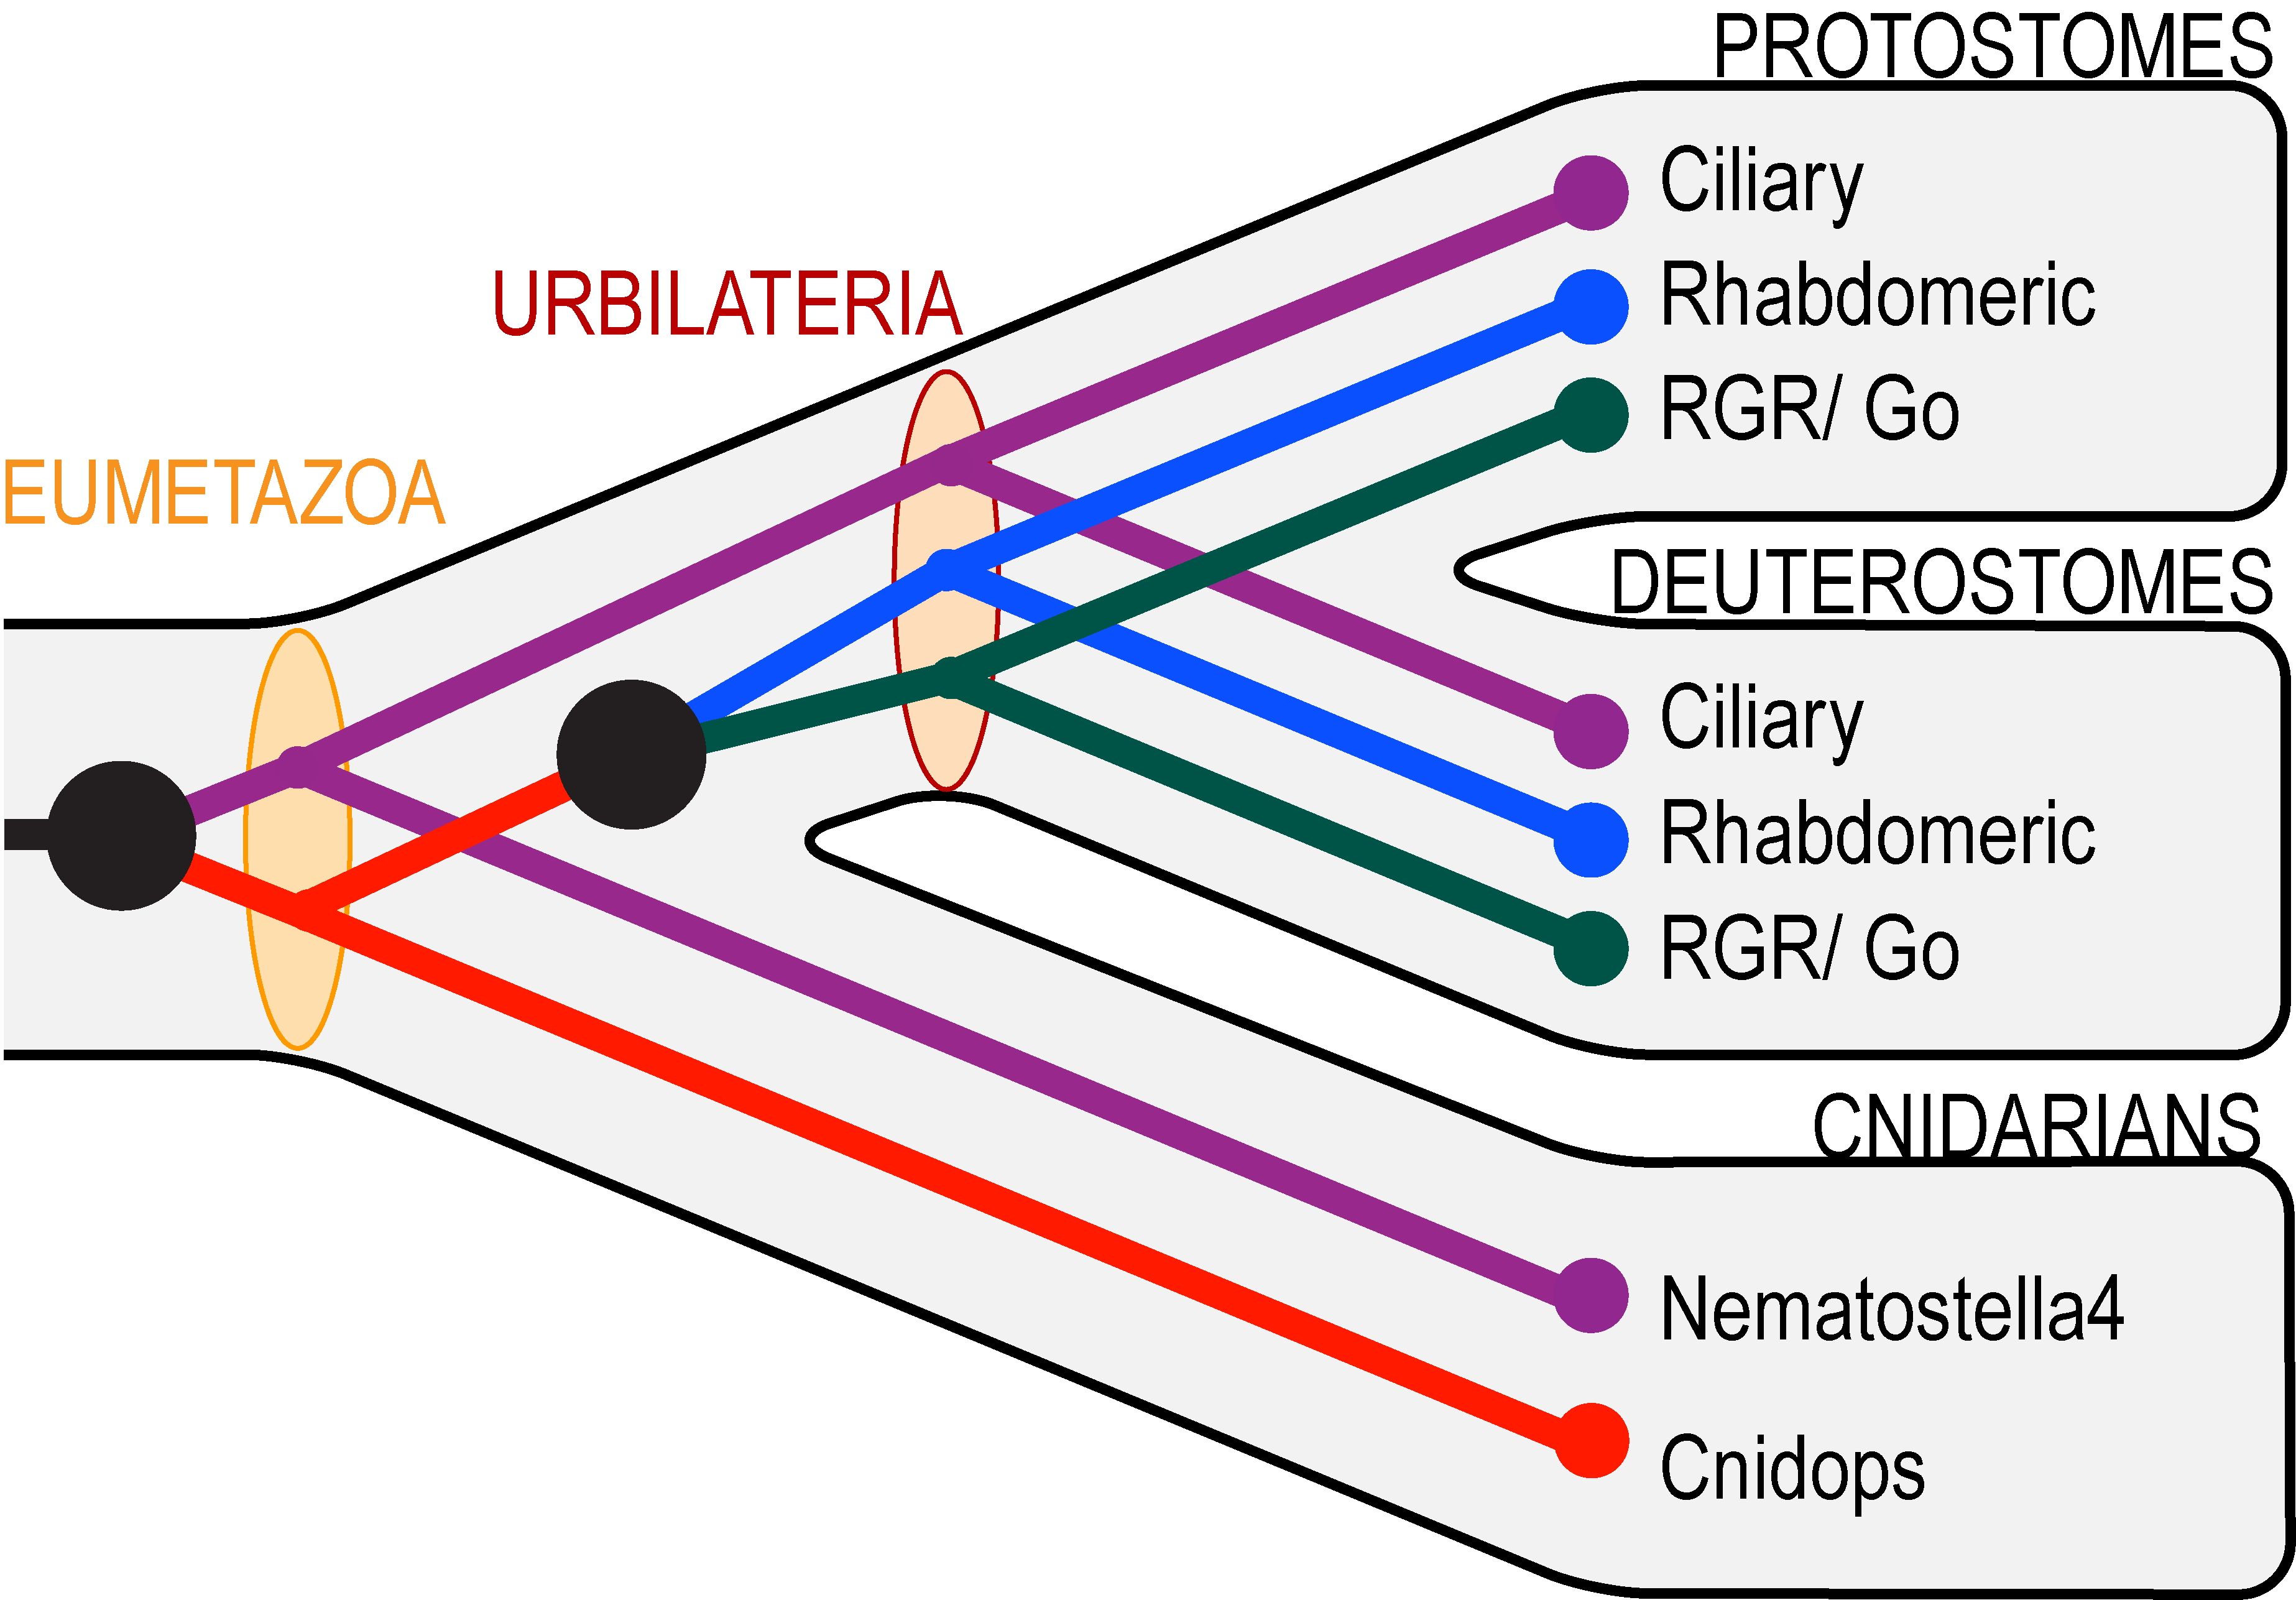 PROTOSTOMES
Ciliary
Rhabdomeric
RGR/ Go
URBILATERIA
EUMETAZOA
DEUTEROSTOMES
Ciliary
Rhabdomeric
RGR/ Go
CNIDARIANS
Nematostella4
Cnidops